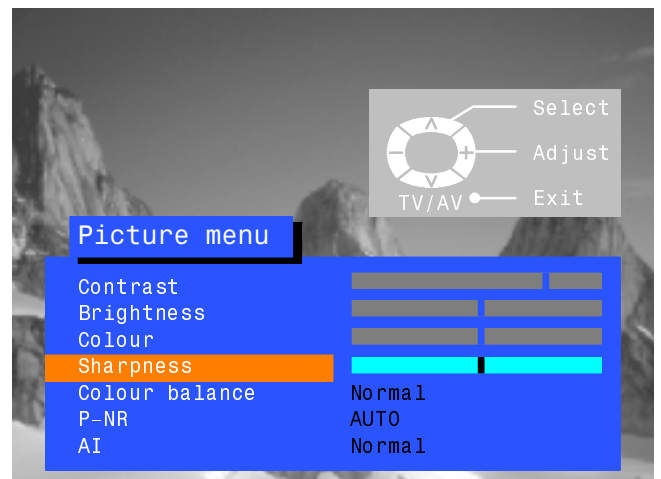 Select
Adjust
TV/AV Exit
Picture menu
Contrast
Brightness
Colour
Sharpness
Colour balance Normal
P-NR AUTO
AI Normal